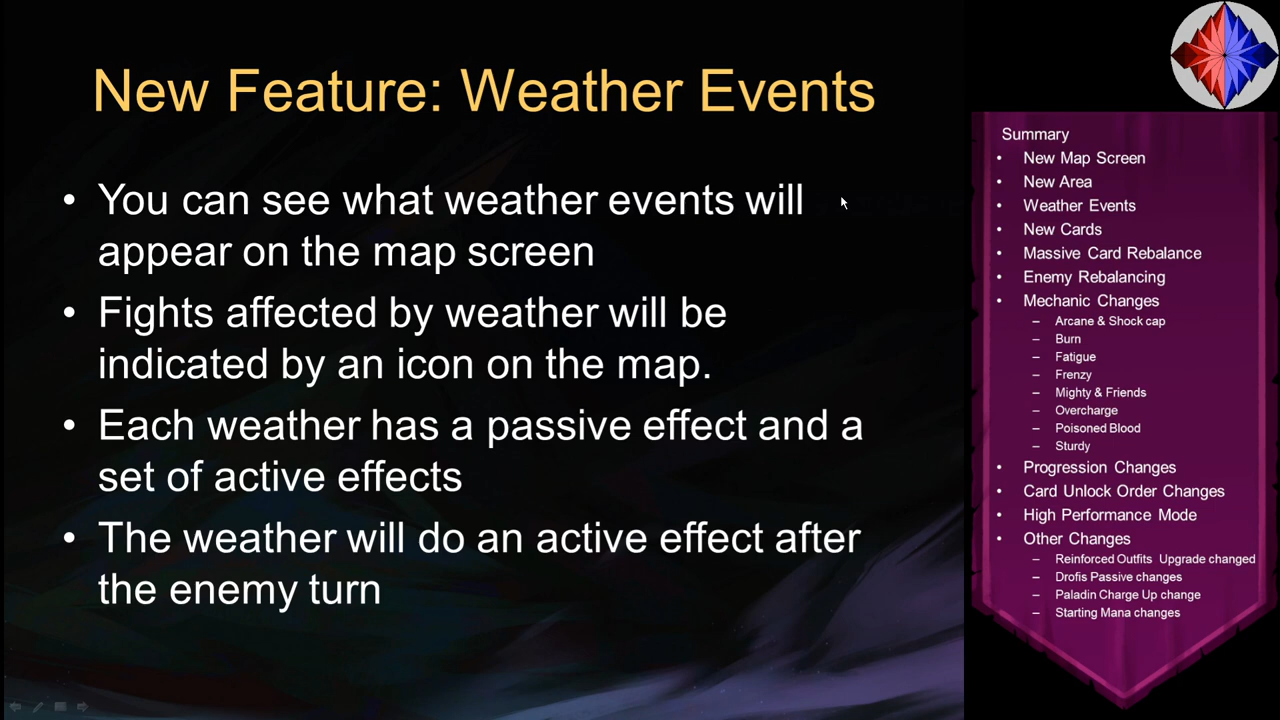 New Feature: Weather Events
• You can see what weather events will
appear on the map screen
• Fights affected by weather will be
indicated by an icon on the map.
• Each weather has a passive effect and a
set of active effects
• The weather will do an active effect after
the enemy turn
Summary
• New Map Screen
• New Area
• Weather Events
• New Cards
• Massive Card Rebalance
• Enemy Rebalancing
• Mechanic Changes
– Arcane & Shock cap
– Burn
– Fatigue
– Frenzy
– Mighty & Friends
– Overcharge
– Poisoned Blood
– Sturdy
• Progression Changes
• Card Unlock Order Changes
• High Performance Mode
• Other Changes
– Reinforced Outfits Upgrade changed
– Drofis Passive changes
– Paladin Charge Up change
– Starting Mana changes